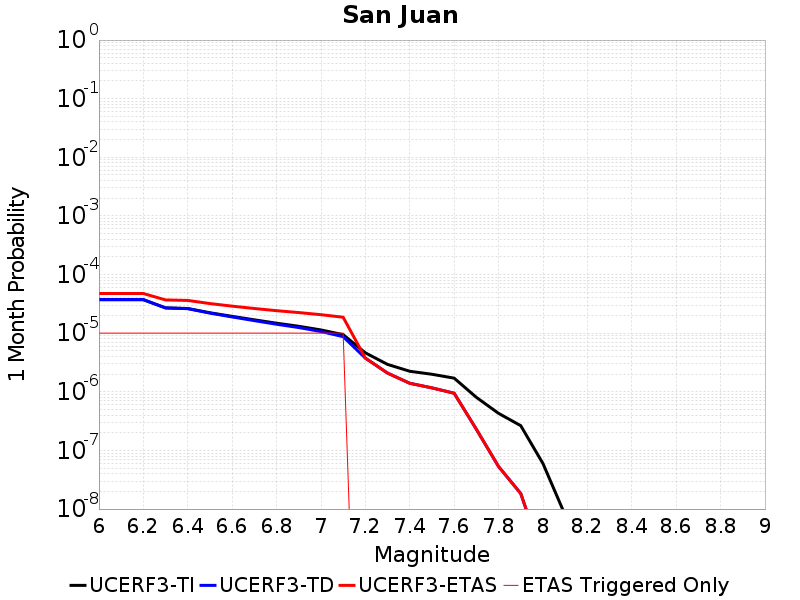 San Juan
1 Month Probability
10^0
10^-1
10^-2
10^-3
10^-4
10^-5
10^-6
10^-7
10^-8
6 6.2 6.4 6.6 6.8 7 7.2 7.4 7.6 7.8 8 8.2 8.4 8.6 8.8 9
Magnitude
UCERF3-TI UCERF3-TD UCERF3-ETAS ETAS Triggered Only